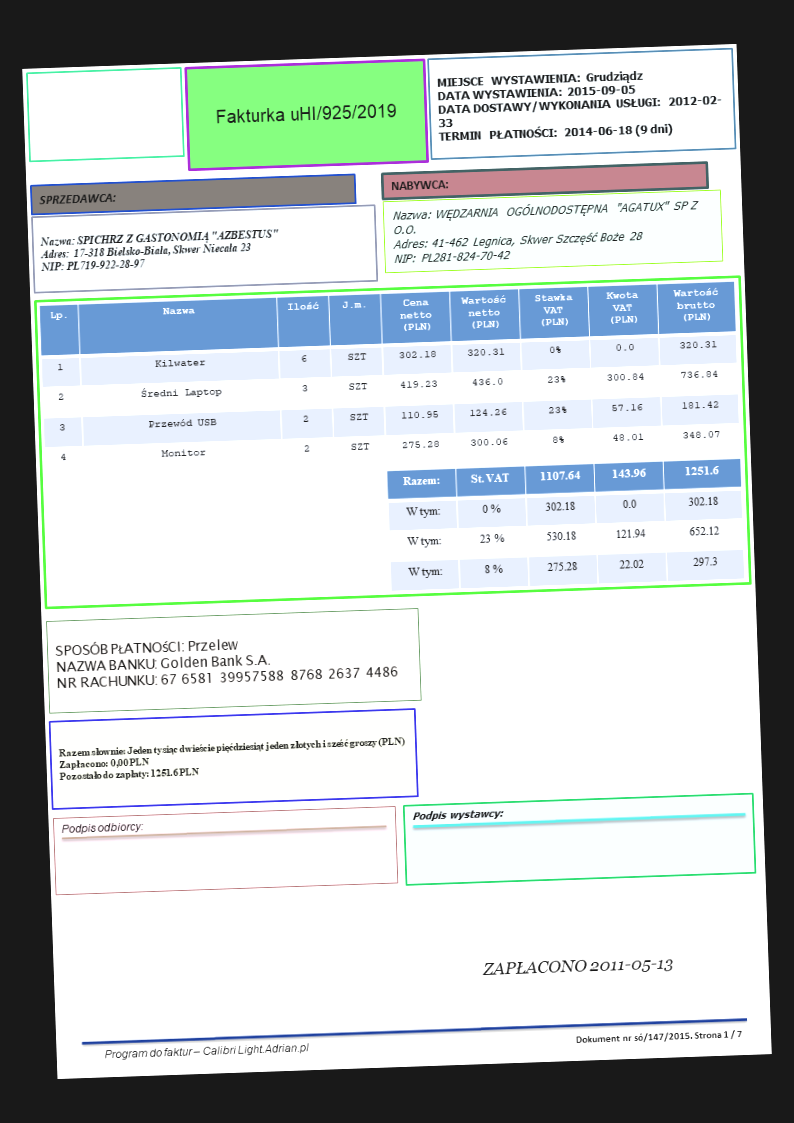 Fakturka uHI/925/2019
MIEJSCE WYSTAWIENIA: Grudziądz
DATA WYSTAWIENIA: 2015-09-05
DATA DOSTAWY/WYKONANIA USŁUGI: 2012-02-
33
TERMIN PŁATNOŚCI: 2014-06-18 (9 dni)
SPRZEDAWCA:
Nazwa: SPICHRZ Z GASTONOMIĄ "AZBESTUS"
Adres: 17-318 Bielsko-Biała, Skwer Niecała 23
NIP: PL719-922-28-97
NABYWCA:
Nazwa: WĘDZARNIA OGÓLNODOSTĘPNA "AGATUX" SP Z
O.O.
Adres: 41-462 Legnica, Skwer Szczęść Boże 28
NIP: PL281-824-70-42
Lp. Nazwa Ilość J.m. Cena netto (PLN) Wartość netto (PLN) Stawka VAT (PLN) Kwota VAT (PLN) Wartość brutto (PLN)
1 Kilwater 6 SZT 302.18 320.31 0% 0.0 320.31
2 Średni Laptop 3 SZT 419.23 436.0 23% 300.84 736.84
3 Przewód USB 2 SZT 110.95 124.26 23% 57.16 181.42
4 Monitor 2 SZT 275.28 300.06 8% 48.01 348.07
Razem: St. VAT 1107.64 143.96 1251.6
W tym: 0 % 302.18 0.0 302.18
W tym: 23 % 530.18 121.94 652.12
W tym: 8 % 275.28 22.02 297.3
SPOSÓB PŁATNOŚCI: Przelew
NAZWA BANKU: Golden Bank S.A.
NR RACHUNKU: 67 6581 39957588 8768 2637 4486
Razem słownie: Jeden tysiąc dwieście pięćdziesiąt jeden złotych i sześć groszy (PLN)
Zapłacono: 0,00 PLN
Pozostało do zapłaty: 1251.6 PLN
Podpis odbiorcy:
Podpis wystawcy:
ZAPŁACONO 2011-05-13
Program do faktur – Calibri Light.Adrian.pl
Dokument nr só/147/2015. Strona 1 / 7